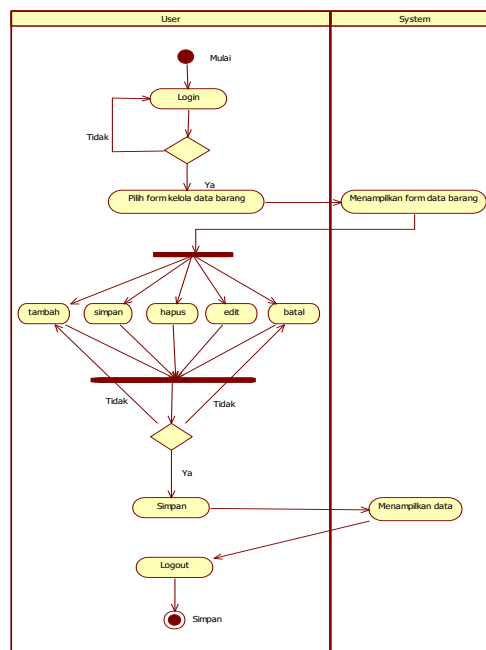 User
System
Mulai
Login
Tidak
Ya
Pilih form kelola data barang
Menampilkan form data barang
tambah
simpan
hapus
edit
batal
Tidak
Tidak
Ya
Simpan
Menampilkan data
Logout
Simpan